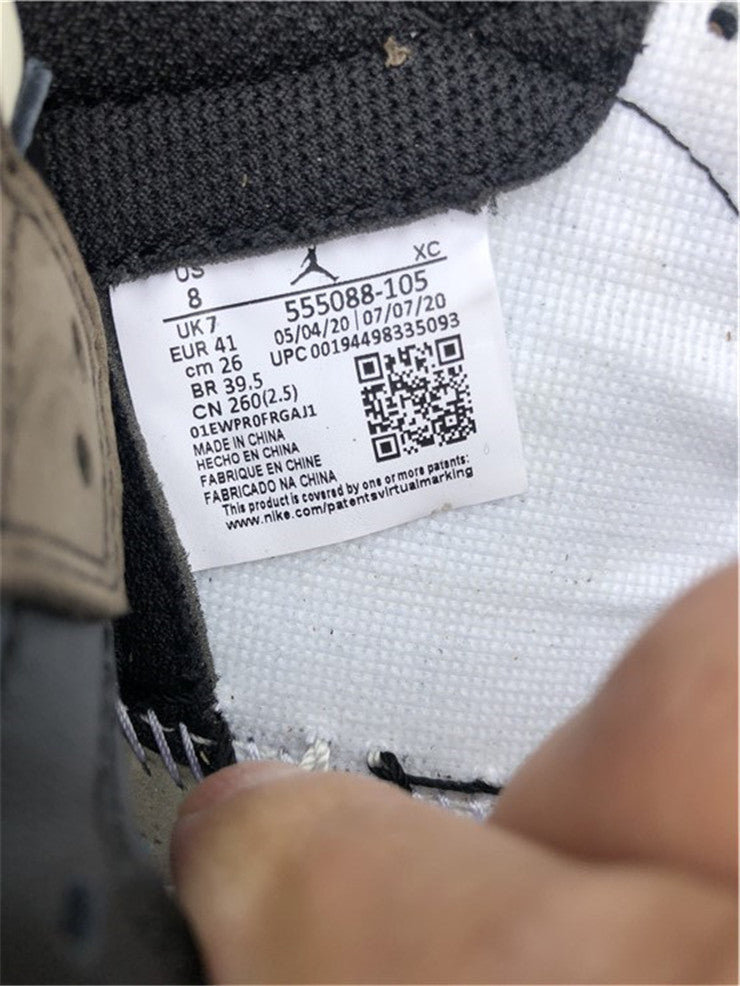 US XC
8 555088-105
UK 7 05/04/20 | 07/07/20
EUR 41 UPC 00194498335093
cm 26
BR 39.5
CN 260(2.5)
01EWPR0FRGAJ1
MADE IN CHINA
HECHO EN CHINA
FABRIQUE EN CHINE
FABRICADO NA CHINA
This product is covered by one or more patents:
www.nike.com/patentsvirtualmarking